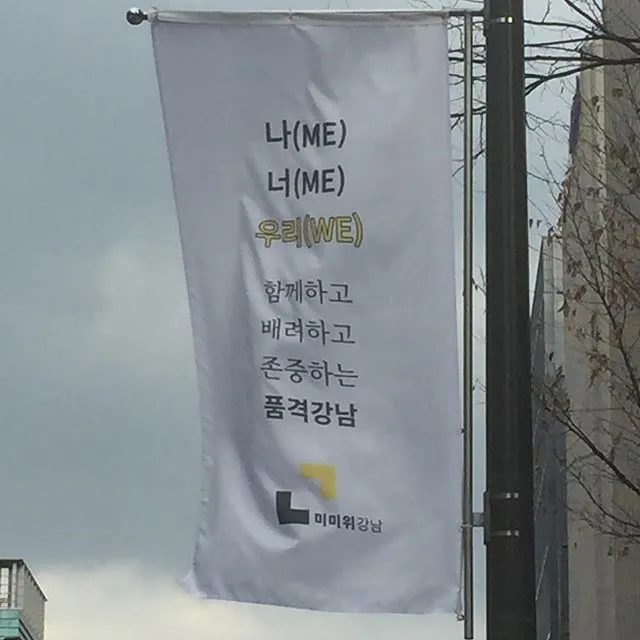 나(ME)
너(ME)
우리(WE)
함께하고
배려하고
존중하는
품격강남
미미위강남